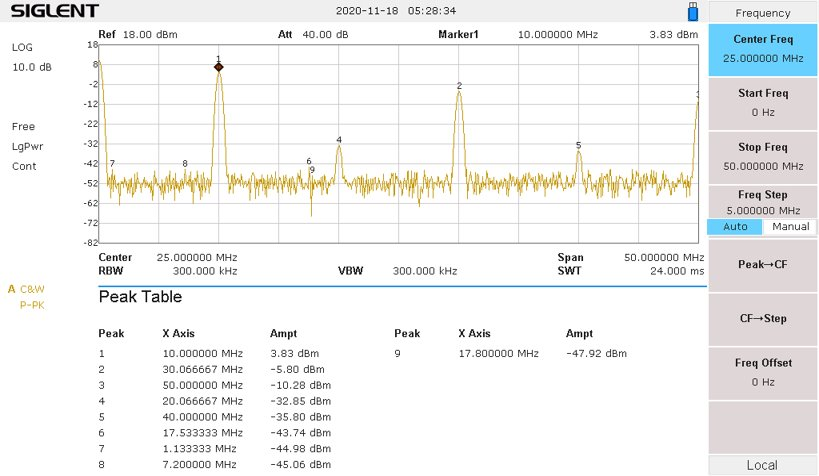 SIGLENT
2020-11-18 05:28:34
Frequency
LOG
10.0 dB
Free
LgPwr
Cont
A C&W
P-PK
Ref 18.00 dBm Att 40.00 dB Marker1 10.000000 MHz 3.83 dBm
18
8
-2
-12
-22
-32
-42
-52
-62
-72
-82
1
2
3
4
5
6
7
8
9
Center 25.000000 MHz Span 50.000000 MHz
RBW 300.000 kHz VBW 300.000 kHz SWT 24.000 ms
Peak Table
Peak X Axis Ampt Peak X Axis Ampt
1 10.000000 MHz 3.83 dBm 9 17.800000 MHz -47.92 dBm
2 30.066667 MHz -5.80 dBm
3 50.000000 MHz -10.28 dBm
4 20.066667 MHz -32.85 dBm
5 40.000000 MHz -35.80 dBm
6 17.533333 MHz -43.74 dBm
7 1.133333 MHz -44.98 dBm
8 7.200000 MHz -45.06 dBm
Center Freq
25.000000 MHz
Start Freq
0 Hz
Stop Freq
50.000000 MHz
Freq Step
5.000000 MHz
Auto Manual
Peak→CF
CF→Step
Freq Offset
0 Hz
Local